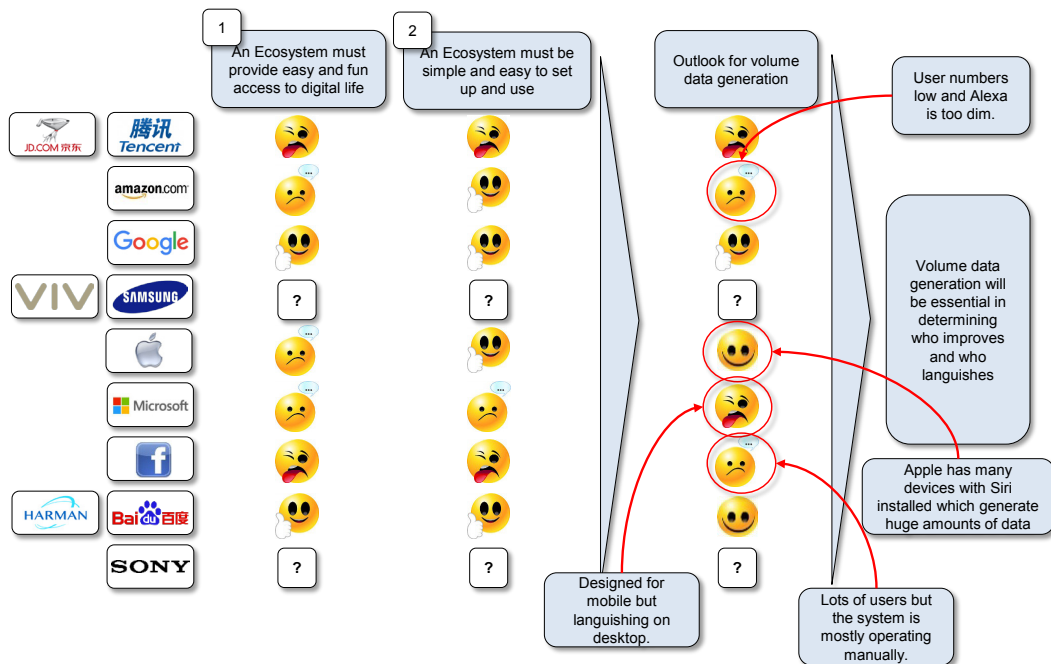 1
An Ecosystem must
provide easy and fun
access to digital life
2
An Ecosystem must be
simple and easy to set
up and use
Outlook for volume
data generation
User numbers
low and Alexa
is too dim.
JD.COM 京东
腾讯
Tencent
...
amazon.com
...
Google
VIV
SAMSUNG
?
?
?
Volume data
generation will
be essential in
determining
who improves
and who
languishes
...
Microsoft
...
...
f
...
HARMAN
Bai du 百度
Apple has many
devices with Siri
installed which generate
huge amounts of data
SONY
?
?
?
Designed for
mobile but
languishing on
desktop.
Lots of users but
the system is
mostly operating
manually.